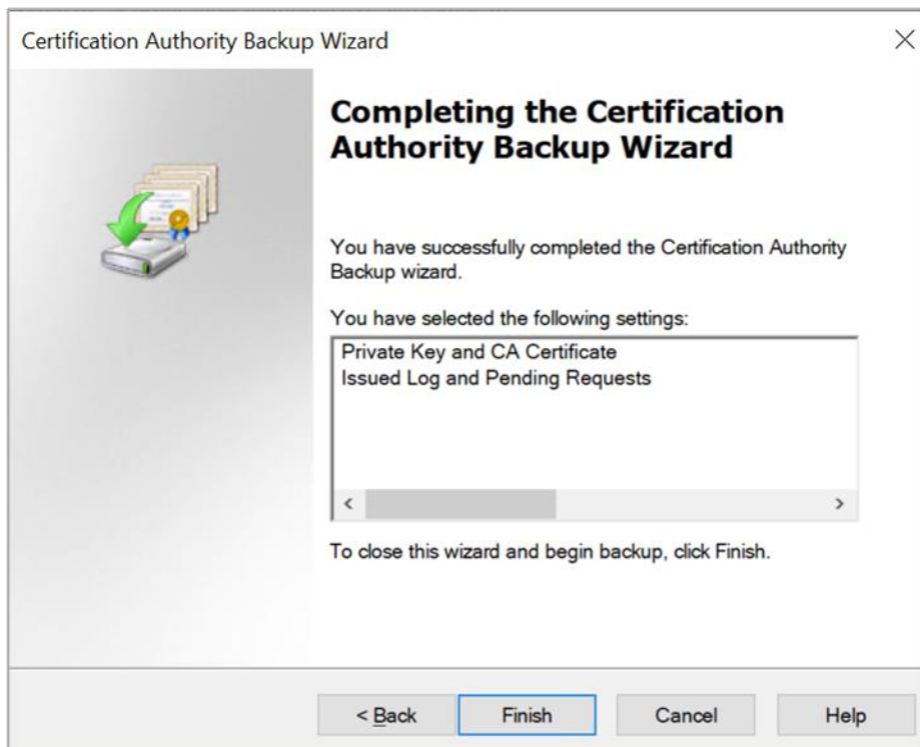 Certification Authority Backup Wizard
Completing the Certification
Authority Backup Wizard
You have successfully completed the Certification Authority
Backup wizard.
You have selected the following settings:
Private Key and CA Certificate
Issued Log and Pending Requests
To close this wizard and begin backup, click Finish.
< Back Finish Cancel Help